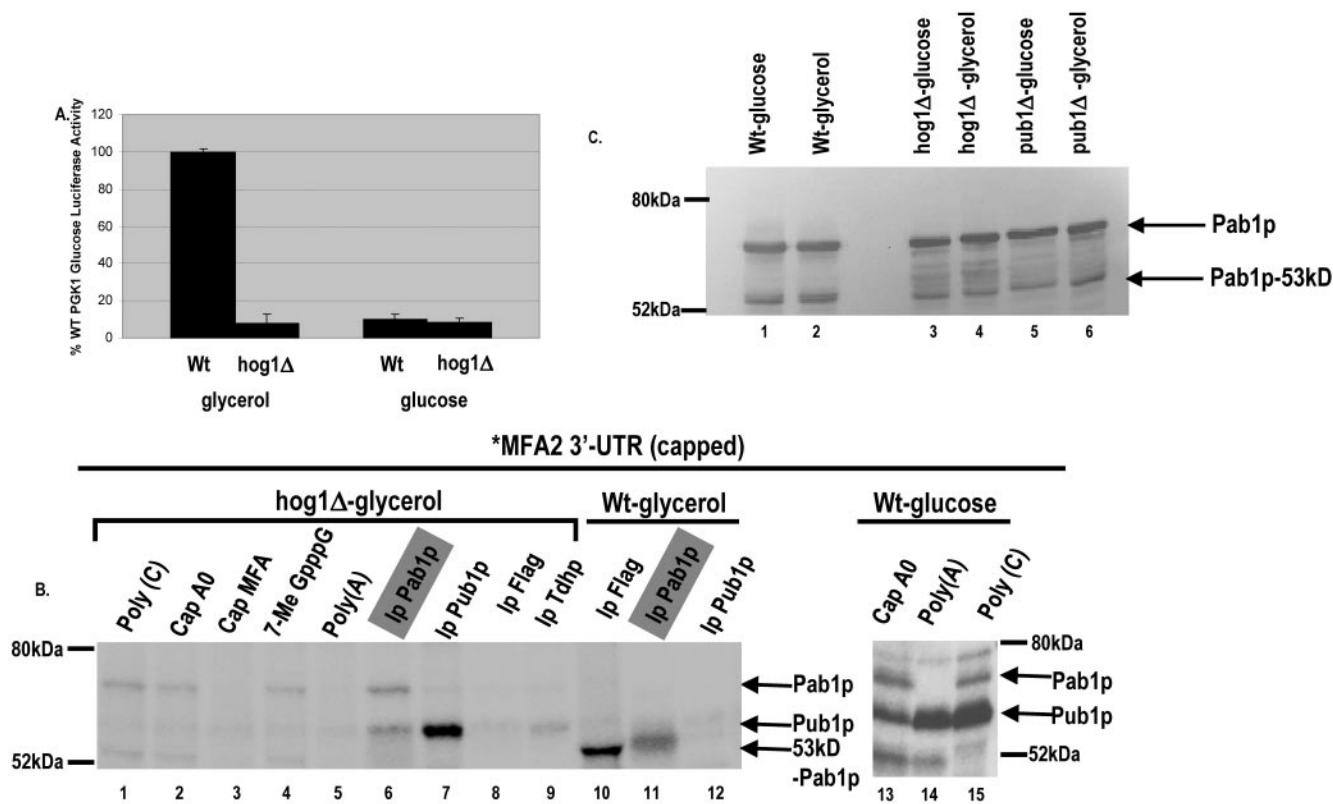 A.
% WT PGK1 Glucose Luciferase Activity
120
100
80
60
40
20
0
Wt
hog1Δ
Wt
hog1Δ
glycerol
glucose
C.
Wt-glucose
Wt-glycerol
hog1Δ-glucose
hog1Δ-glycerol
pub1Δ-glucose
pub1Δ-glycerol
80kDa
52kDa
Pab1p
Pab1p-53kD
1 2 3 4 5 6
*MFA2 3'-UTR (capped)
hog1Δ-glycerol
Wt-glycerol
Wt-glucose
B.
Poly (C)
Cap A0
Cap MFA
7-Me GpppG
Poly(A)
Ip Pab1p
Ip Pub1p
Ip Flag
Ip Tdhp
Ip Flag
Ip Pab1p
Ip Pub1p
Cap A0
Poly(A)
Poly (C)
80kDa
52kDa
Pab1p
Pub1p
53kD
-Pab1p
80kDa
Pab1p
Pub1p
52kDa
1 2 3 4 5 6 7 8 9 10 11 12
13 14 15